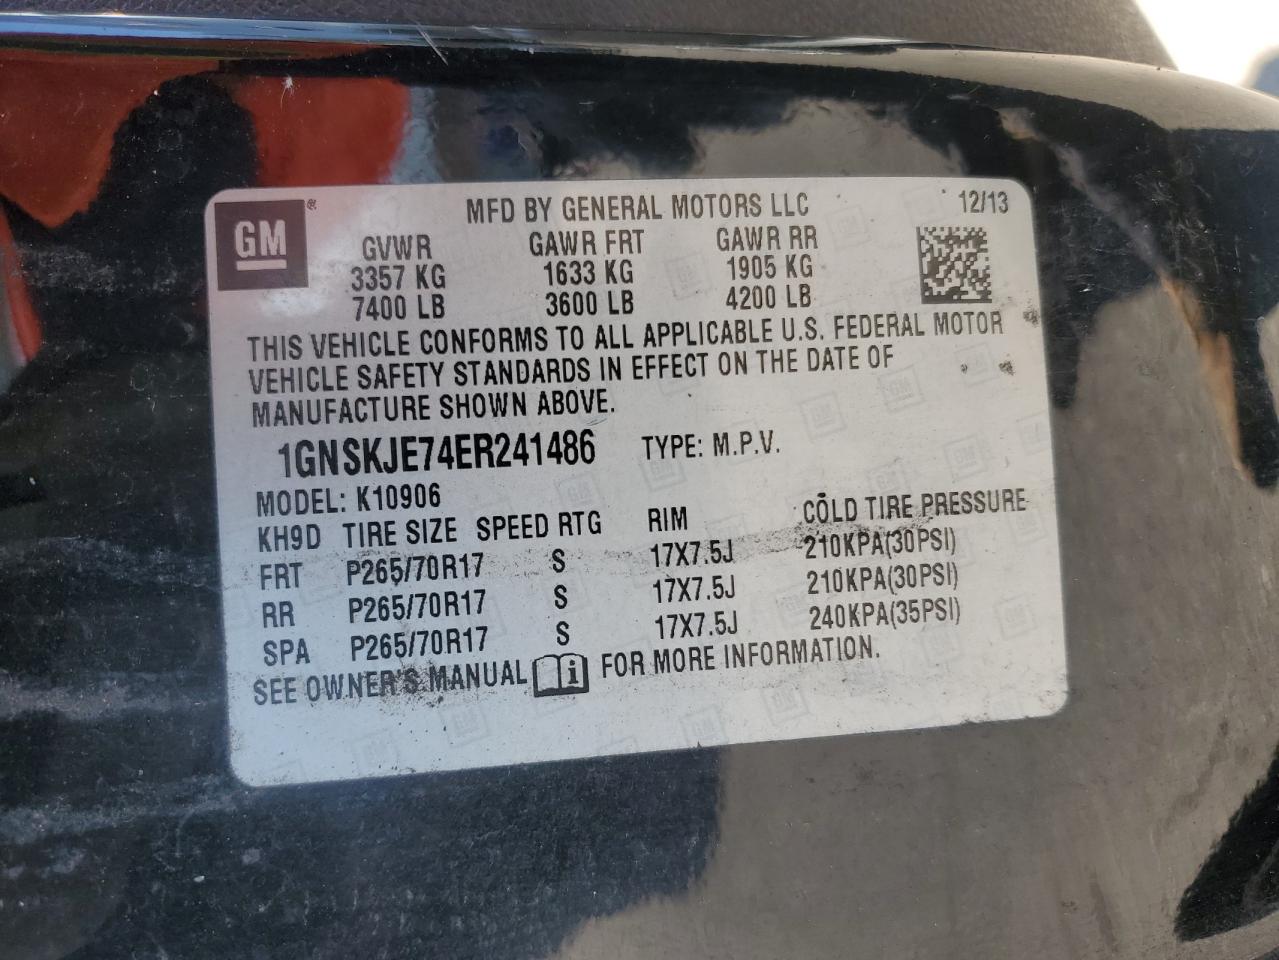 GM ® MFD BY GENERAL MOTORS LLC 12/13
GVWR GAWR FRT GAWR RR
3357 KG 1633 KG 1905 KG
7400 LB 3600 LB 4200 LB
THIS VEHICLE CONFORMS TO ALL APPLICABLE U.S. FEDERAL MOTOR
VEHICLE SAFETY STANDARDS IN EFFECT ON THE DATE OF
MANUFACTURE SHOWN ABOVE.
1GNSKJE74ER241486 TYPE: M.P.V.
MODEL: K10906
KH9D TIRE SIZE SPEED RTG RIM COLD TIRE PRESSURE
FRT P265/70R17 S 17X7.5J 210KPA(30PSI)
RR P265/70R17 S 17X7.5J 210KPA(30PSI)
SPA P265/70R17 S 17X7.5J 240KPA(35PSI)
SEE OWNER'S MANUAL i FOR MORE INFORMATION.